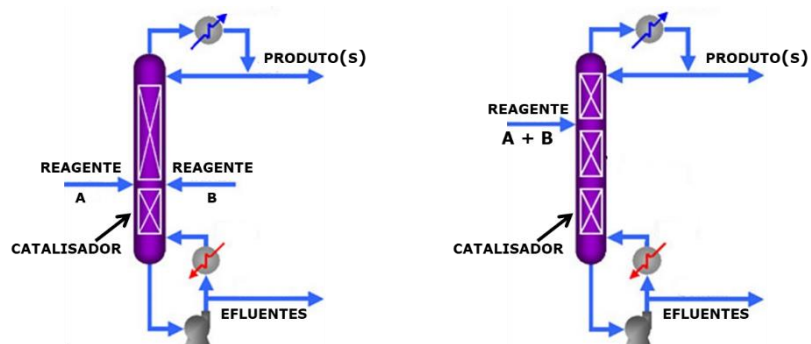 PRODUTO(S)
REAGENTE
A
REAGENTE
B
CATALISADOR
EFLUENTES
PRODUTO(S)
REAGENTE
A + B
CATALISADOR
EFLUENTES